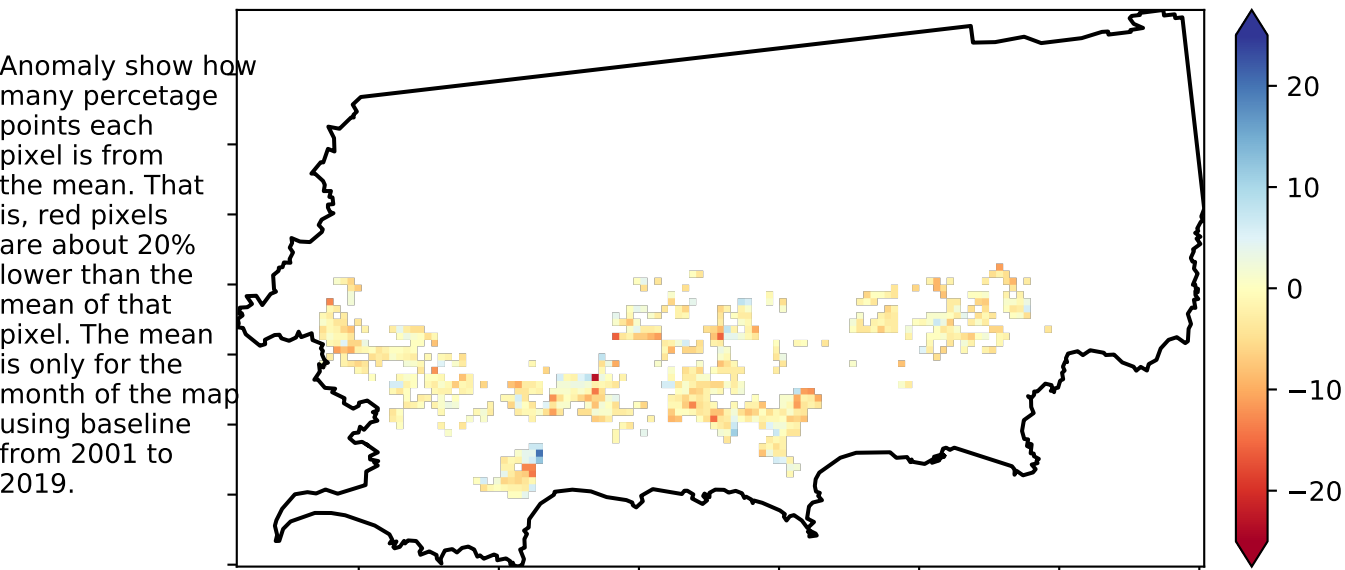 Anomaly show how
many percetage
points each
pixel is from
the mean. That
is, red pixels
are about 20%
lower than the
mean of that
pixel. The mean
is only for the
month of the map
using baseline
from 2001 to
2019.
20
10
0
−10
−20